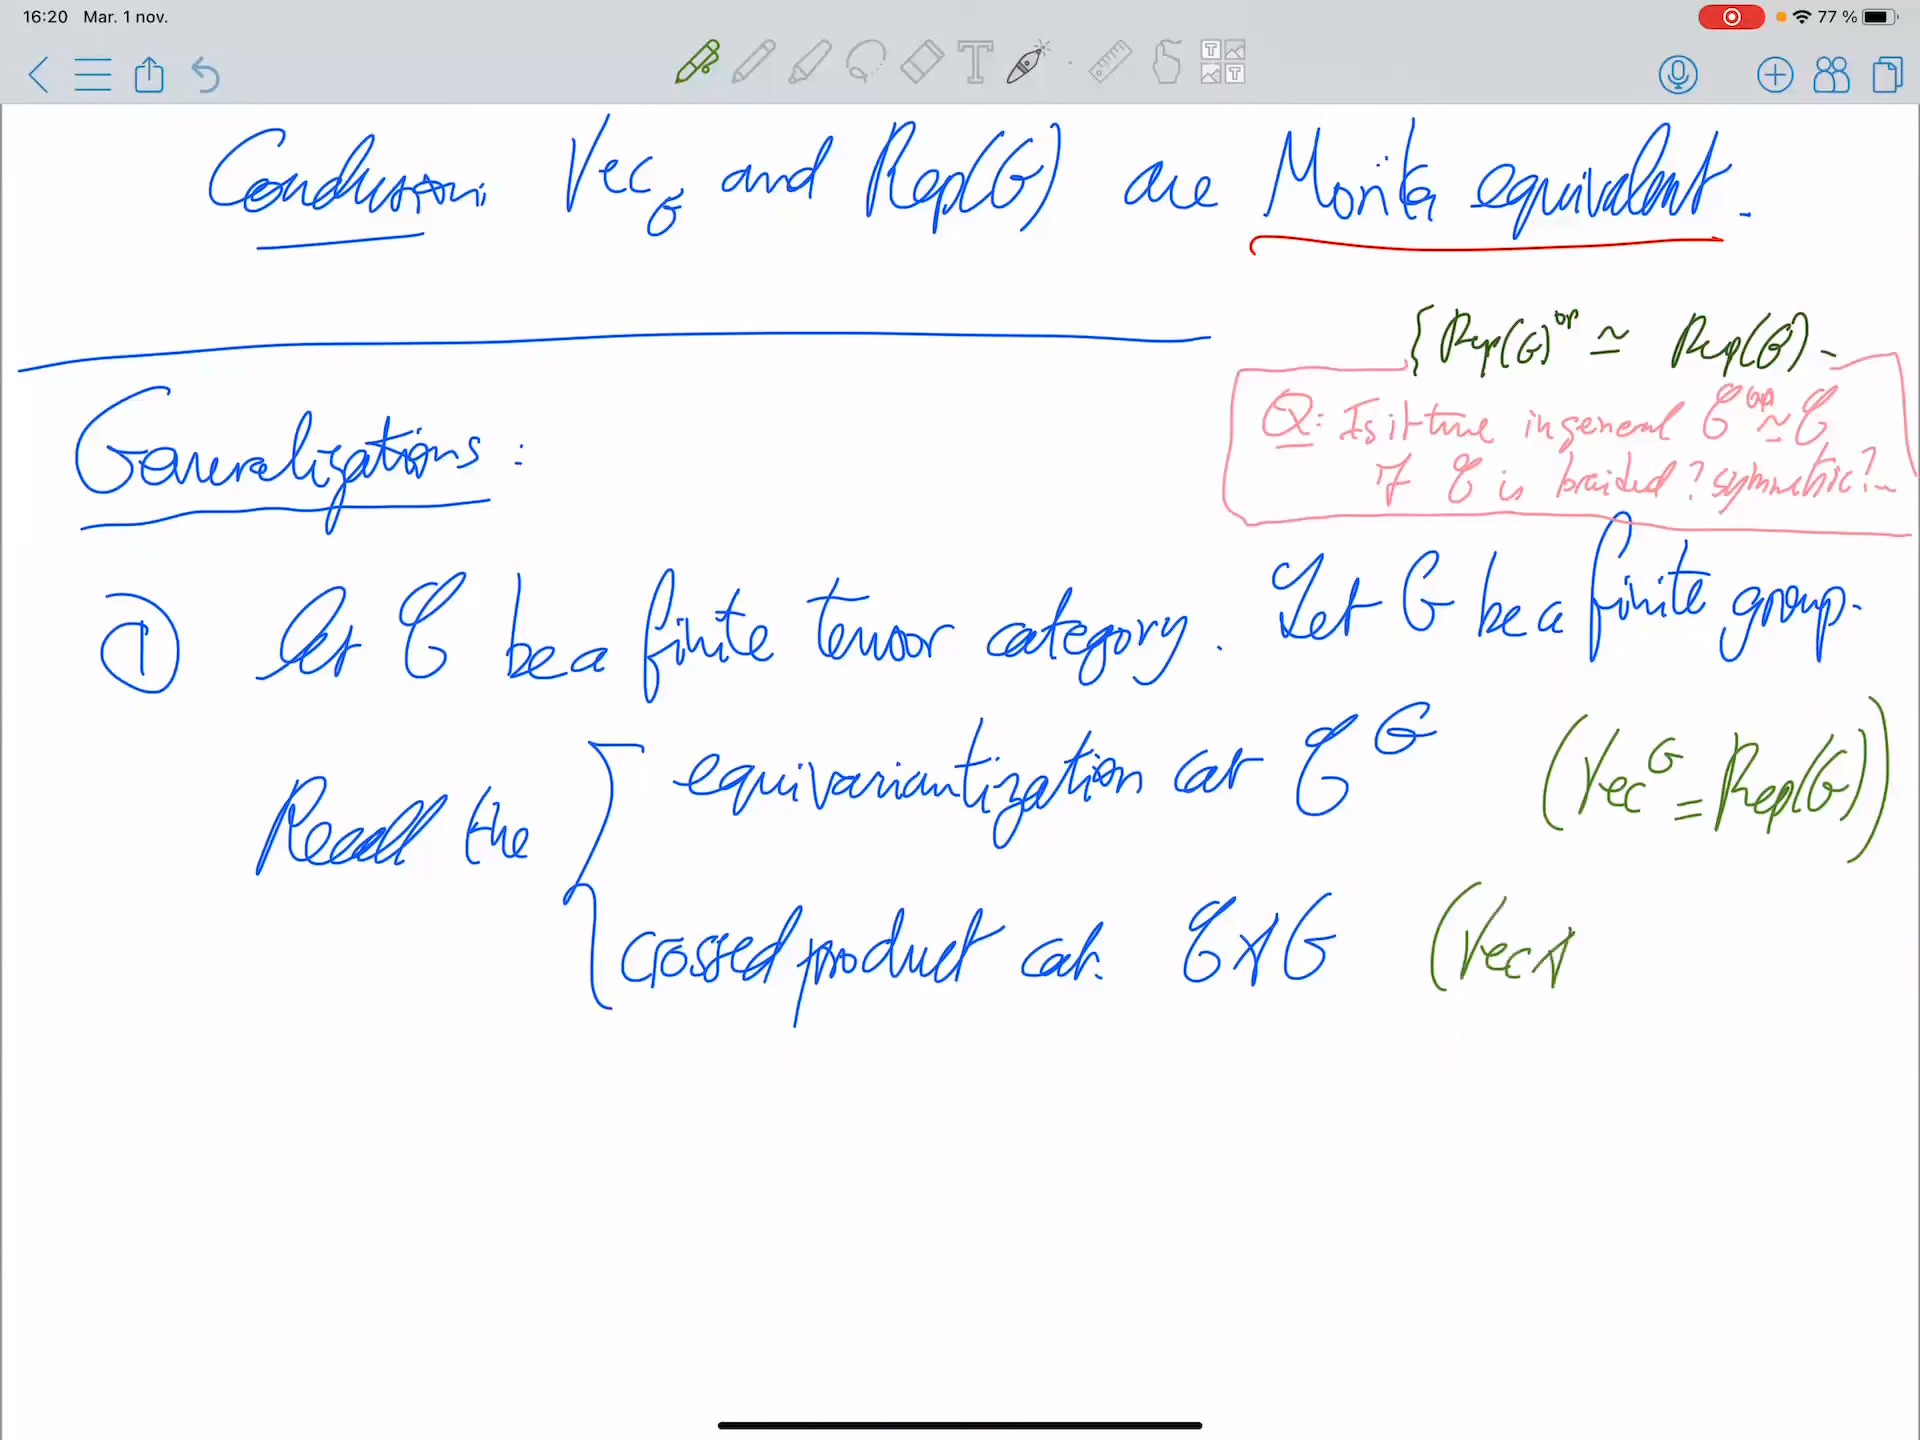 16:20 Mar. 1 nov. 77 %
Conclusion: Vec_G and Rep(G) are Morita equivalent.
{Rep(G)^op ≃ Rep(G).
Generalizations:
Q: Is it true in general 𝒞^op ≃ 𝒞
if 𝒞 is braided? symmetric?
① Let 𝒞 be a finite tensor category. Let G be a finite group.
Recall the { equivariantization cat 𝒞^G (Vec^G = Rep(G))
crossed product cat. 𝒞 ⋊ G (Vec ⋊